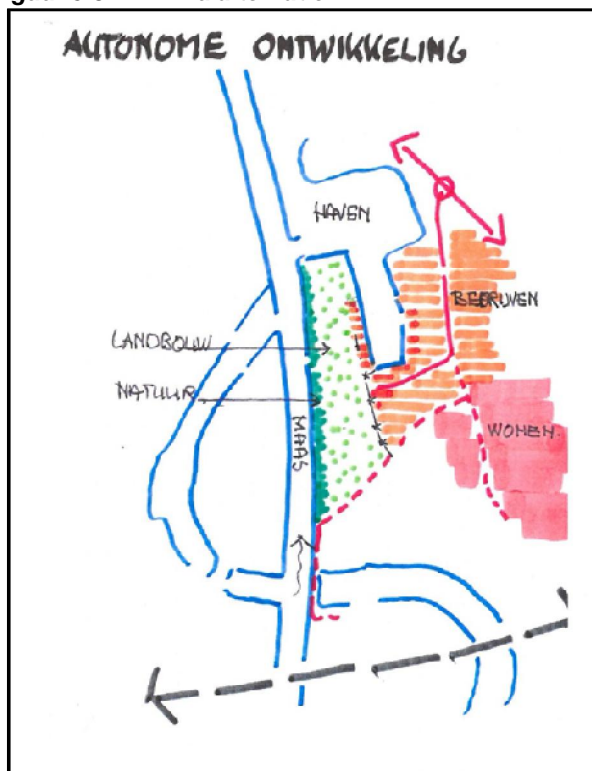 AUTONOME ONTWIKKELING
HAVEN
BEDRIJVEN
LANDBOUW
NATUUR
MAAS
WONEN